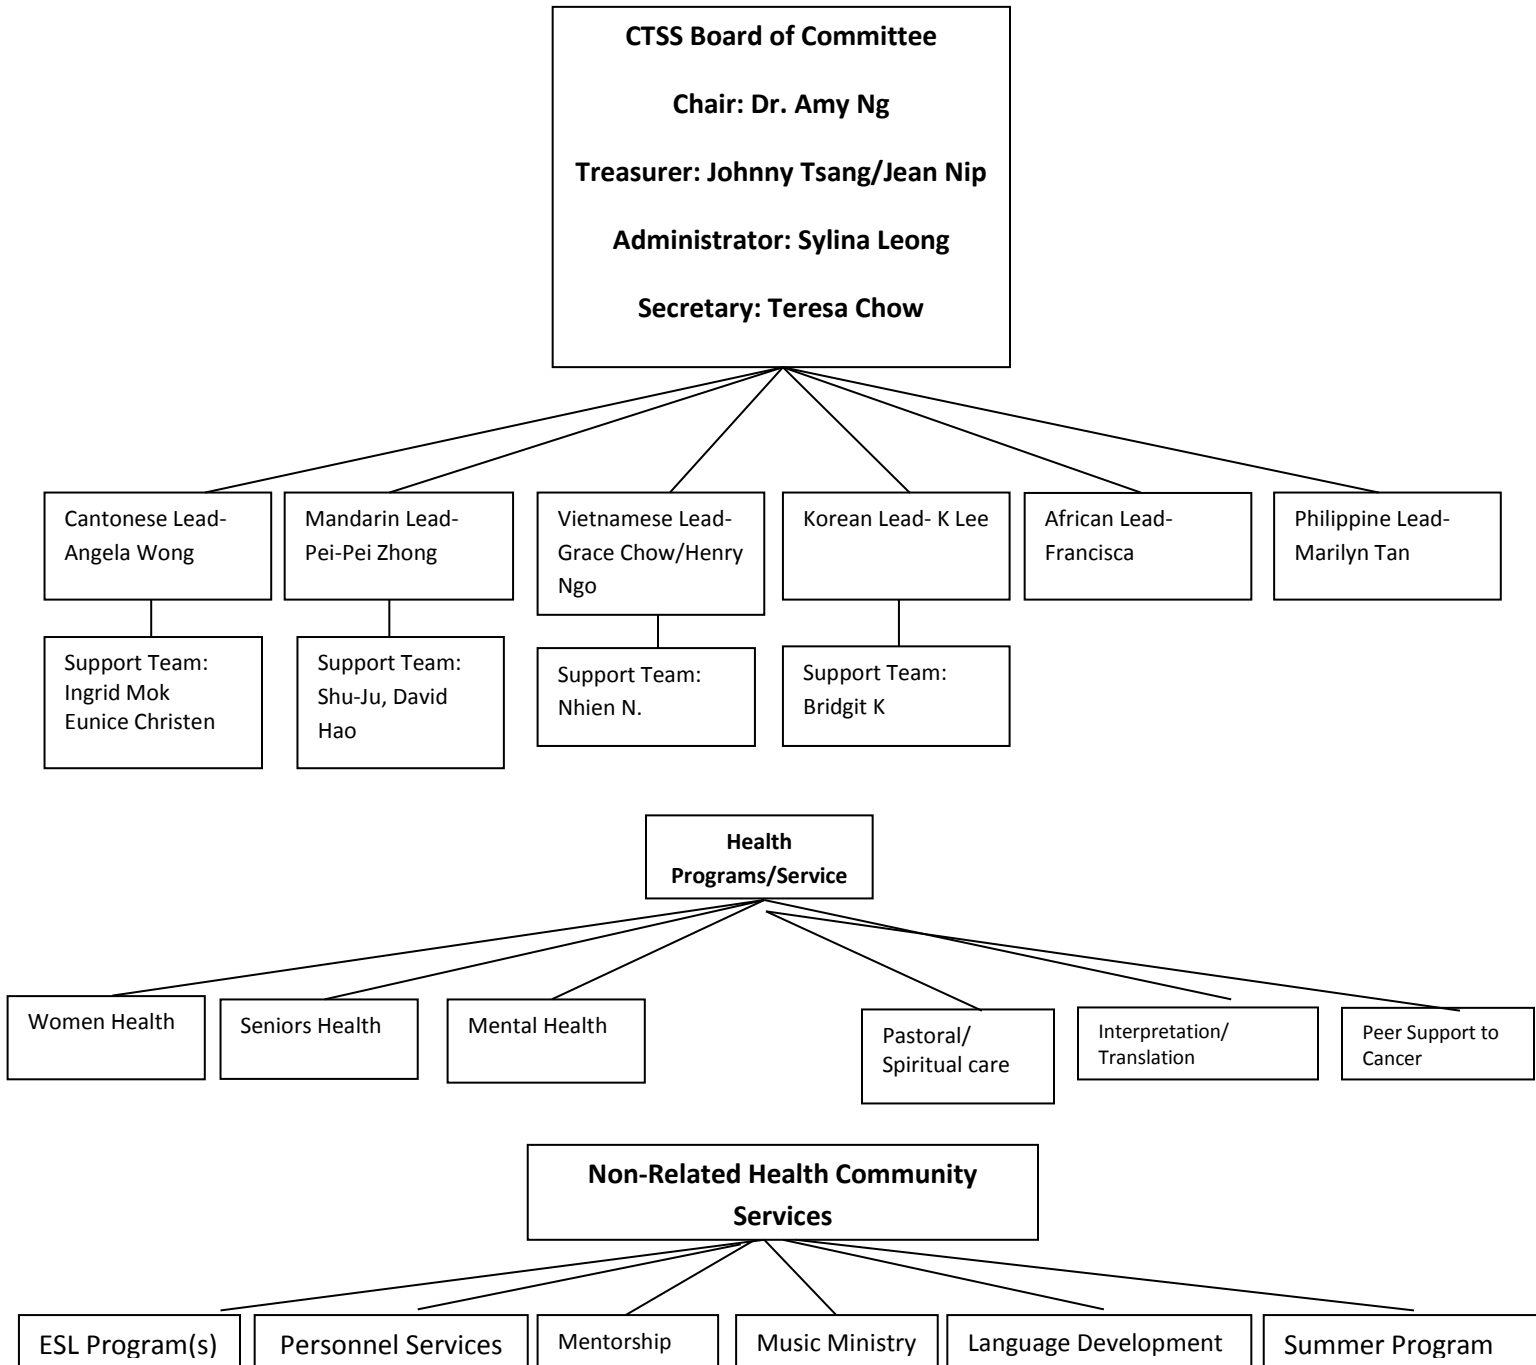 CTSS Board of Committee
Chair: Dr. Amy Ng
Treasurer: Johnny Tsang/Jean Nip
Administrator: Sylina Leong
Secretary: Teresa Chow
Cantonese Lead-
Angela Wong
Mandarin Lead-
Pei-Pei Zhong
Vietnamese Lead-
Grace Chow/Henry
Ngo
Korean Lead- K Lee
African Lead-
Francisca
Philippine Lead-
Marilyn Tan
Support Team:
Ingrid Mok
Eunice Christen
Support Team:
Shu-Ju, David
Hao
Support Team:
Nhien N.
Support Team:
Bridgit K
Health
Programs/Service
Women Health
Seniors Health
Mental Health
Pastoral/
Spiritual care
Interpretation/
Translation
Peer Support to
Cancer
Non-Related Health Community
Services
ESL Program(s)
Personnel Services
Mentorship
Music Ministry
Language Development
Summer Program